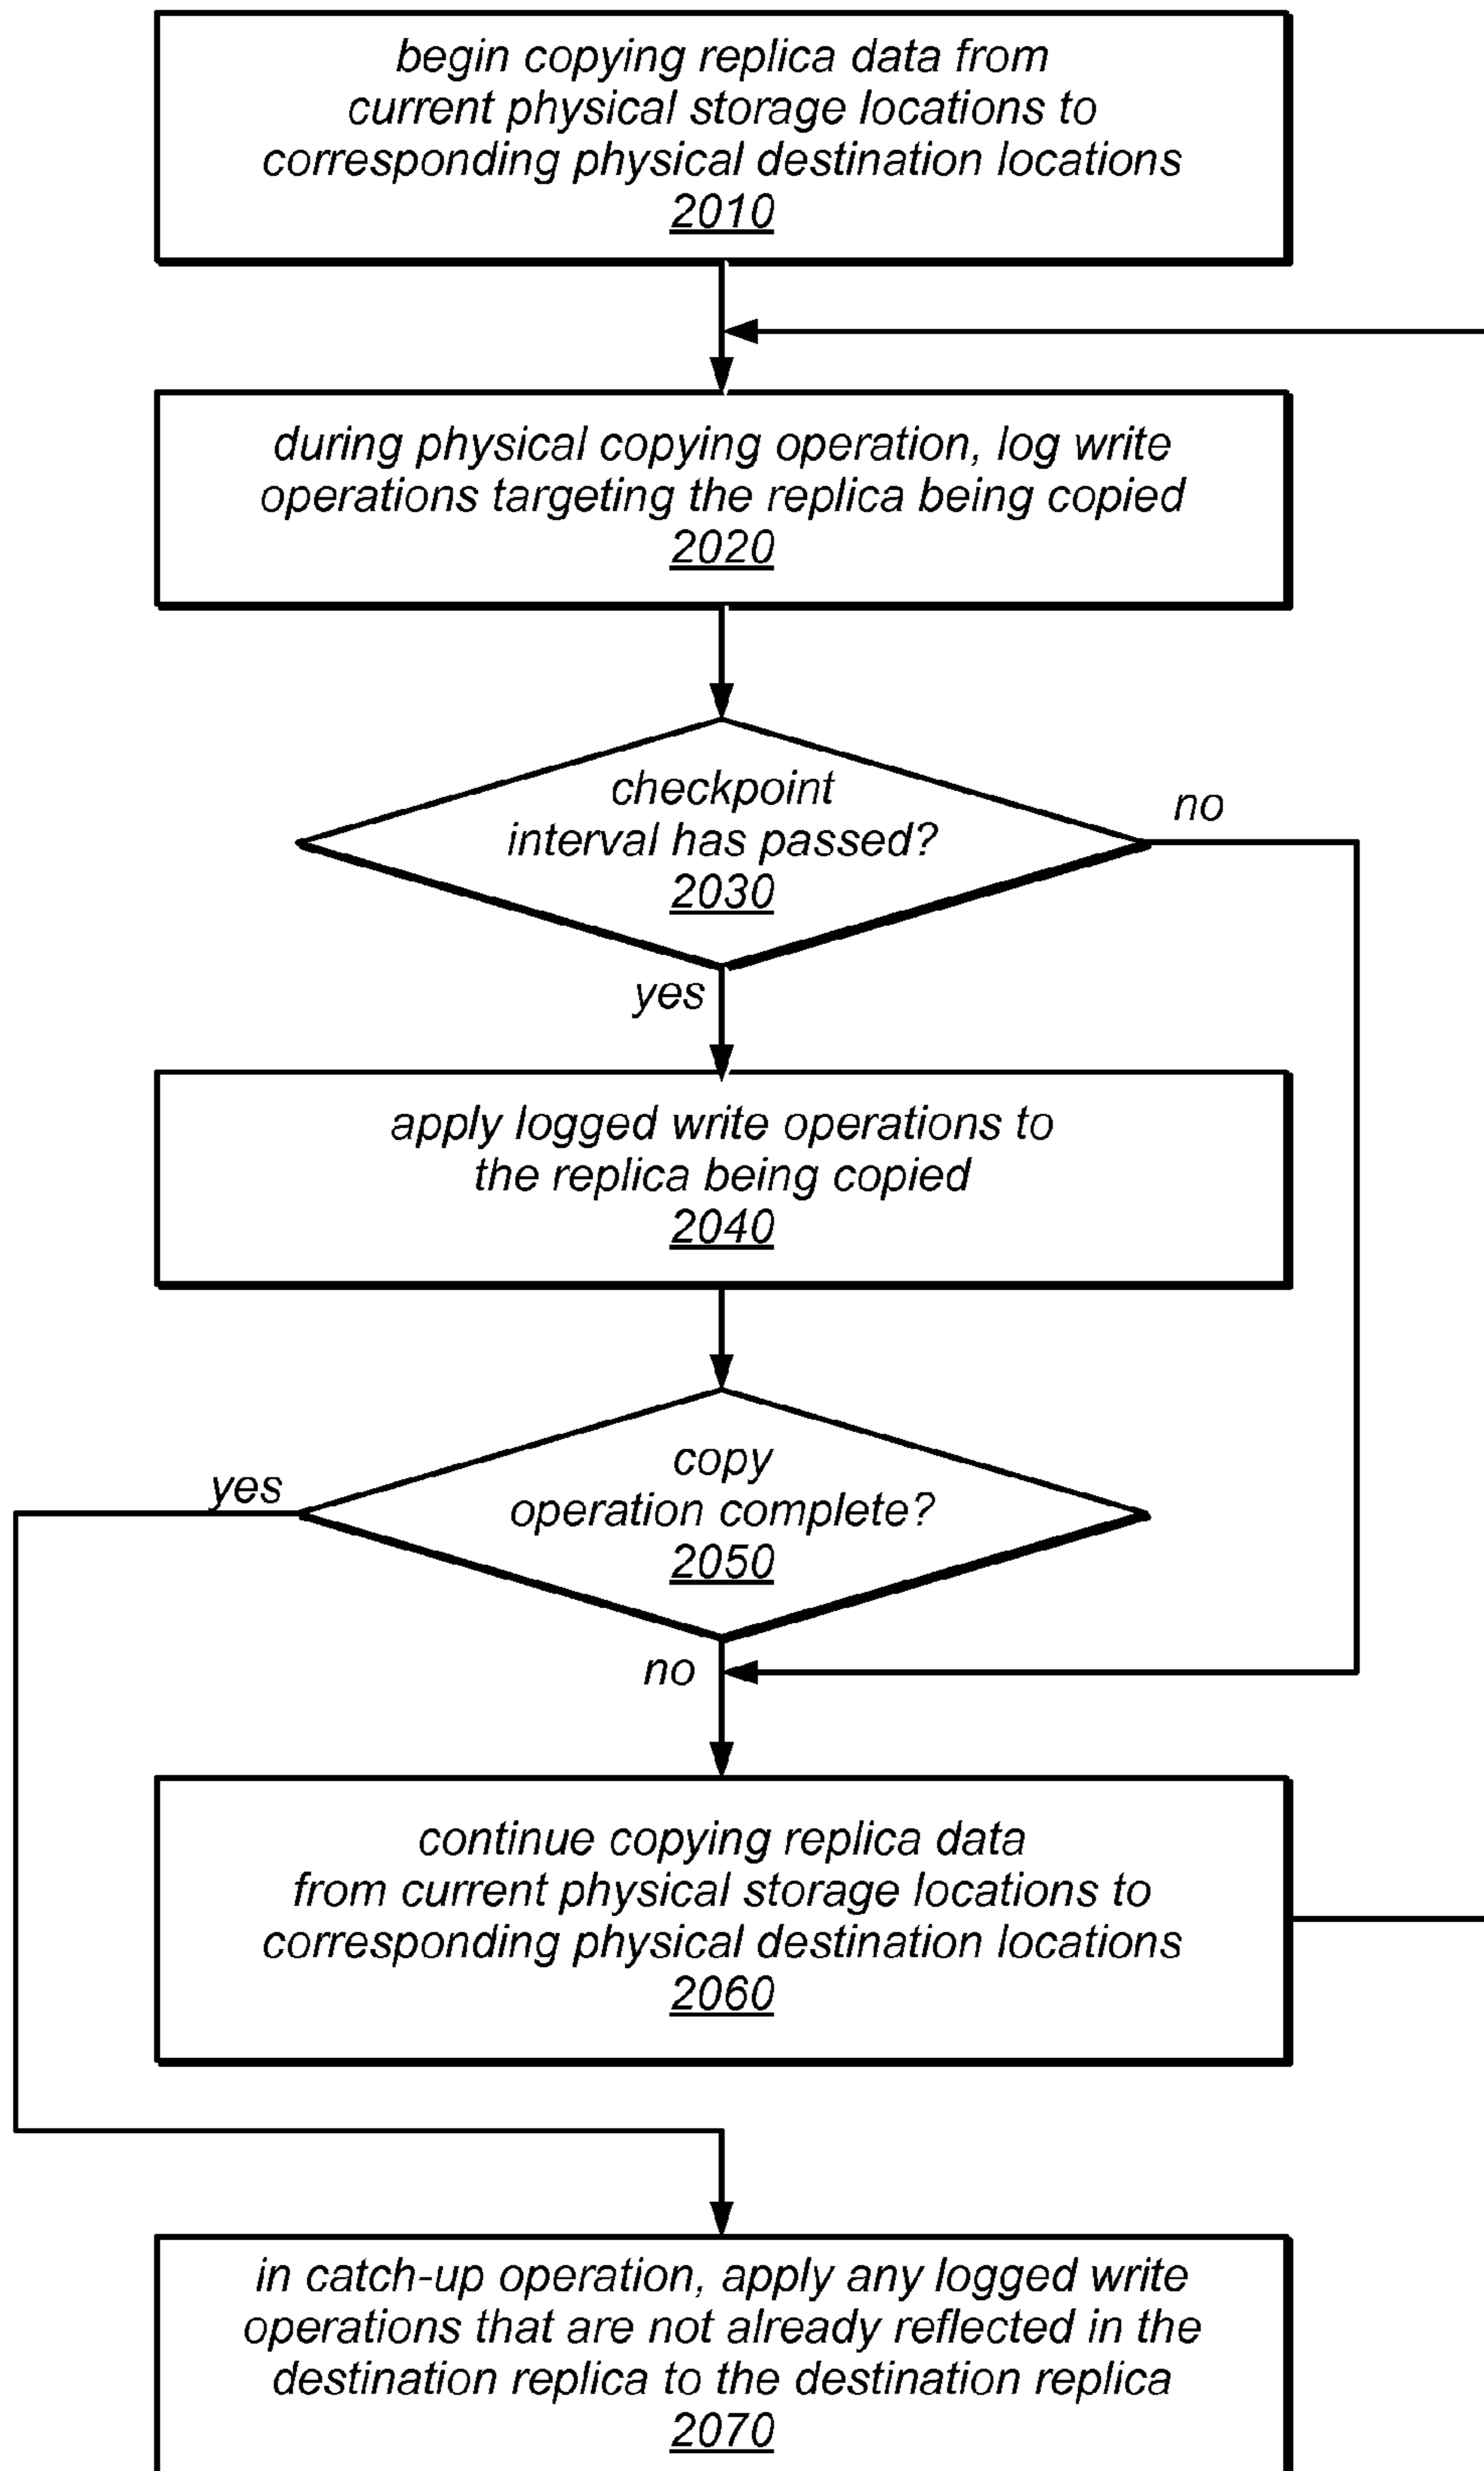 begin copying replica data from
current physical storage locations to
corresponding physical destination locations
2010
during physical copying operation, log write
operations targeting the replica being copied
2020
checkpoint
interval has passed?
2030
no
yes
apply logged write operations to
the replica being copied
2040
copy
operation complete?
2050
yes
no
continue copying replica data
from current physical storage locations to
corresponding physical destination locations
2060
in catch-up operation, apply any logged write
operations that are not already reflected in the
destination replica to the destination replica
2070